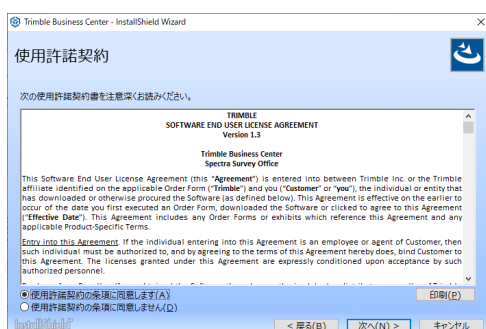 Trimble Business Center - InstallShield Wizard
使用許諾契約
次の使用許諾契約書を注意深くお読みください。
TRIMBLE
SOFTWARE END USER LICENSE AGREEMENT
Version 1.3
Trimble Business Center
Spectra Survey Office
This Software End User License Agreement (this "Agreement") is entered into between Trimble Inc. or the Trimble
affiliate identified on the applicable Order Form ("Trimble") and you ("Customer" or "you"), the individual or entity that
has downloaded or otherwise procured the Software (as defined below). This Agreement is effective on the earlier to
occur of the date you first executed an Order Form, downloaded the Software or clicked to agree to this Agreement
("Effective Date"). This Agreement includes any Order Forms or exhibits which reference this Agreement and any
applicable Product-Specific Terms.
Entry into this Agreement. If the individual entering into this Agreement is an employee or agent of Customer, then
such individual must be authorized to, and by agreeing to the terms of this Agreement hereby does, bind Customer to
this Agreement. The licenses granted under this Agreement are expressly conditioned upon acceptance by such
authorized personnel.
使用許諾契約の条項に同意します(A)
印刷(P)
使用許諾契約の条項に同意しません(D)
InstallShield
< 戻る(B)
次へ(N) >
キャンセル